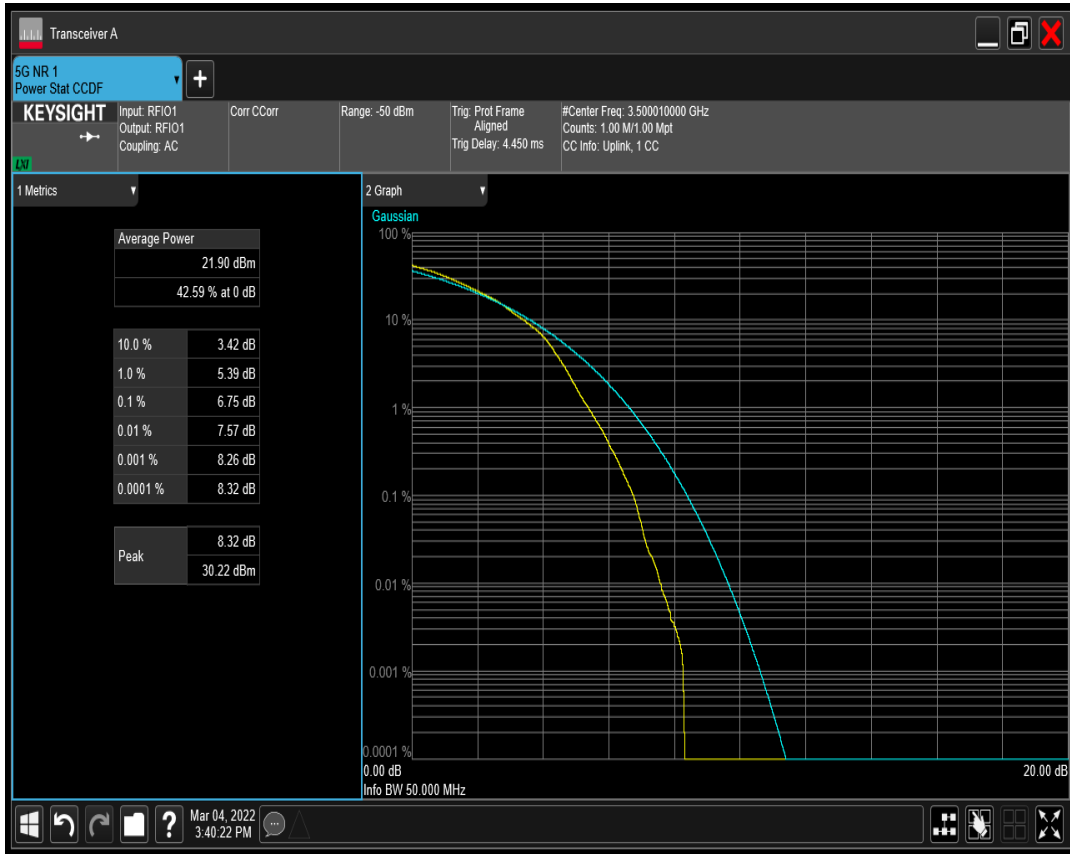 Transceiver A
5G NR 1
Power Stat CCDF
+
KEYSIGHT
LXI
Input: RFIO1
Output: RFIO1
Coupling: AC
Corr CCorr
Range: -50 dBm
Trig: Prot Frame
Aligned
Trig Delay: 4.450 ms
#Center Freq: 3.500010000 GHz
Counts: 1.00 M/1.00 Mpt
CC Info: Uplink, 1 CC
1 Metrics
Average Power
21.90 dBm
42.59 % at 0 dB
10.0 % 3.42 dB
1.0 % 5.39 dB
0.1 % 6.75 dB
0.01 % 7.57 dB
0.001 % 8.26 dB
0.0001 % 8.32 dB
Peak
8.32 dB
30.22 dBm
2 Graph
Gaussian
100 %
10 %
1 %
0.1 %
0.01 %
0.001 %
0.0001 %
0.00 dB 20.00 dB
Info BW 50.000 MHz
?
Mar 04, 2022
3:40:22 PM